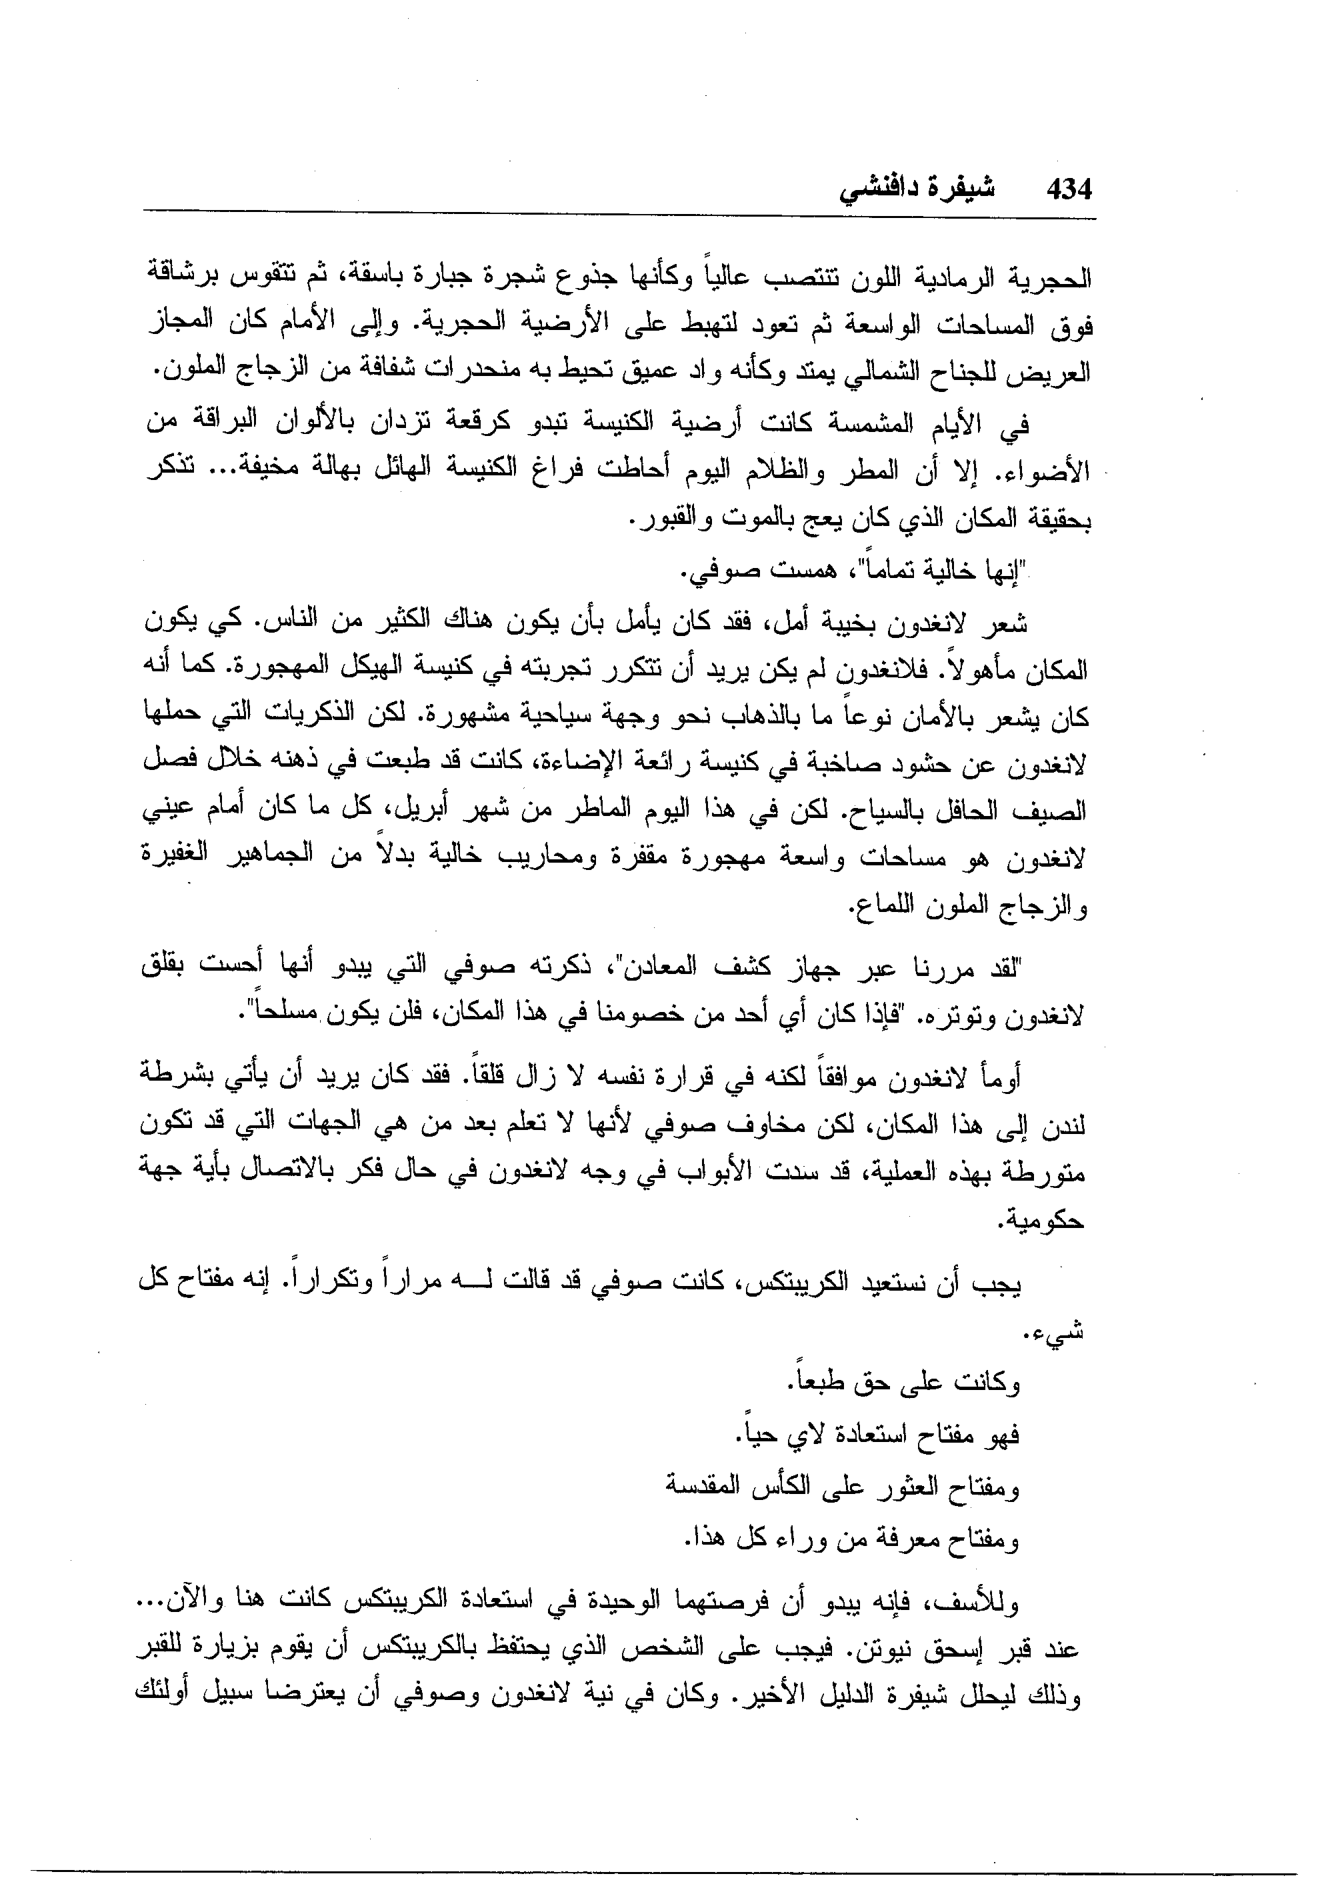 434 شيفرة دافنشي
الحجرية الرمادية اللون تنتصب عالياً وكأنها جذوع شجرة جبارة باسقة، ثم تتقوس برشاقة
فوق المساحات الواسعة ثم تعود لتهبط على الأرضية الحجرية. وإلى الأمام كان المجاز
العريض للجناح الشمالي يمتد وكأنه واد عميق تحيط به منحدرات شفافة من الزجاج الملون.
في الأيام المشمسة كانت أرضية الكنيسة تبدو كرقعة تزدان بالألوان البراقة من
الأضواء. إلا أن المطر والظلام اليوم أحاطت فراغ الكنيسة الهائل بهالة مخيفة... تذكر
بحقيقة المكان الذي كان يعج بالموت والقبور.
"إنها خالية تماماً"، همست صوفي.
شعر لانغدون بخيبة أمل، فقد كان يأمل بأن يكون هناك الكثير من الناس. كي يكون
المكان مأهولاً. فلانغدون لم يكن يريد أن تتكرر تجربته في كنيسة الهيكل المهجورة. كما أنه
كان يشعر بالأمان نوعاً ما بالذهاب نحو وجهة سياحية مشهورة. لكن الذكريات التي حملها
لانغدون عن حشود صاخبة في كنيسة رائعة الإضاءة، كانت قد طبعت في ذهنه خلال فصل
الصيف الحافل بالسياح. لكن في هذا اليوم الماطر من شهر أبريل، كل ما كان أمام عيني
لانغدون هو مساحات واسعة مهجورة مقفرة ومحاريب خالية بدلاً من الجماهير الغفيرة
والزجاج الملون اللماع.
"لقد مررنا عبر جهاز كشف المعادن"، ذكرته صوفي التي يبدو أنها أحست بقلق
لانغدون وتوتره. "فإذا كان أي أحد من خصومنا في هذا المكان، فلن يكون مسلحاً".
أومأ لانغدون موافقاً لكنه في قرارة نفسه لا زال قلقاً. فقد كان يريد أن يأتي بشرطة
لندن إلى هذا المكان، لكن مخاوف صوفي لأنها لا تعلم بعد من هي الجهات التي قد تكون
متورطة بهذه العملية، قد سدت الأبواب في وجه لانغدون في حال فكر بالاتصال بأية جهة
حكومية.
يجب أن نستعيد الكريبتكس، كانت صوفي قد قالت لـــه مراراً وتكراراً. إنه مفتاح كل
شيء.
وكانت على حق طبعاً.
فهو مفتاح استعادة لاي حياً.
ومفتاح العثور على الكأس المقدسة
ومفتاح معرفة من وراء كل هذا.
وللأسف، فإنه يبدو أن فرصتهما الوحيدة في استعادة الكريبتكس كانت هنا والآن...
عند قبر إسحق نيوتن. فيجب على الشخص الذي يحتفظ بالكريبتكس أن يقوم بزيارة للقبر
وذلك ليحلل شيفرة الدليل الأخير. وكان في نية لانغدون وصوفي أن يعترضا سبيل أولئك